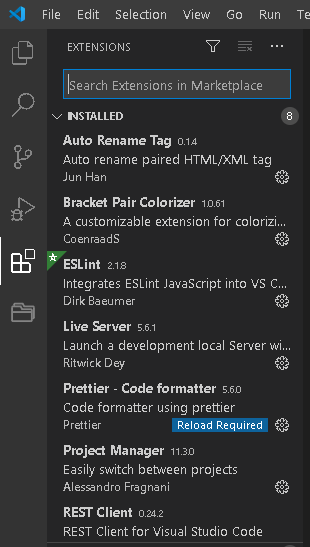 File Edit Selection View Go Run Te
EXTENSIONS
Search Extensions in Marketplace
INSTALLED 8
Auto Rename Tag 0.1.4
Auto rename paired HTML/XML tag
Jun Han
Bracket Pair Colorizer 1.0.61
A customizable extension for colorizi...
CoenraadS
ESLint 2.1.8
Integrates ESLint JavaScript into VS C...
Dirk Baeumer
Live Server 5.6.1
Launch a development local Server wi...
Ritwick Dey
Prettier - Code formatter 5.6.0
Code formatter using prettier
Prettier Reload Required
Project Manager 11.3.0
Easily switch between projects
Alessandro Fragnani
REST Client 0.24.2
REST Client for Visual Studio Code